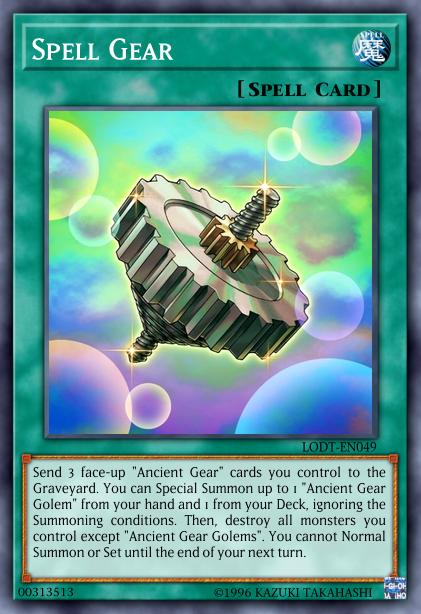 SPELL GEAR
SPELL
魔
[SPELL CARD]
LODT-EN049
Send 3 face-up "Ancient Gear" cards you control to the
Graveyard. You can Special Summon up to 1 "Ancient Gear
Golem" from your hand and 1 from your Deck, ignoring the
Summoning conditions. Then, destroy all monsters you
control except "Ancient Gear Golems". You cannot Normal
Summon or Set until the end of your next turn.
00313513
©1996 KAZUKI TAKAHASHI